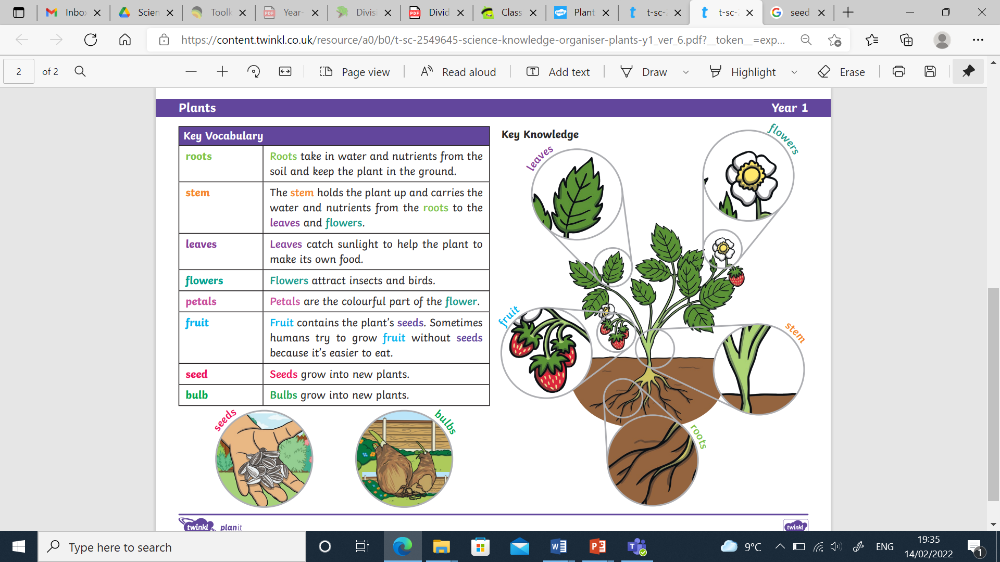 Inbo
Scien
Toolk
Year-
Divisi
Divid
Class
Plant
t-sc-
t-sc-
seed
https://content.twinkl.co.uk/resource/a0/b0/t-sc-2549645-science-knowledge-organiser-plants-y1_ver_6.pdf?__token__=exp...
2 of 2
Page view
Read aloud
Add text
Draw
Highlight
Erase
Plants
Year 1
Key Vocabulary
roots
Roots take in water and nutrients from the
soil and keep the plant in the ground.
stem
The stem holds the plant up and carries the
water and nutrients from the roots to the
leaves and flowers.
leaves
Leaves catch sunlight to help the plant to
make its own food.
flowers
Flowers attract insects and birds.
petals
Petals are the colourful part of the flower.
fruit
Fruit contains the plant's seeds. Sometimes
humans try to grow fruit without seeds
because it's easier to eat.
seed
Seeds grow into new plants.
bulb
Bulbs grow into new plants.
seeds
bulbs
Key Knowledge
leaves
flowers
fruit
stem
roots
twinkl planit
twinkl
Type here to search
9°C
ENG
19:35
14/02/2022
1